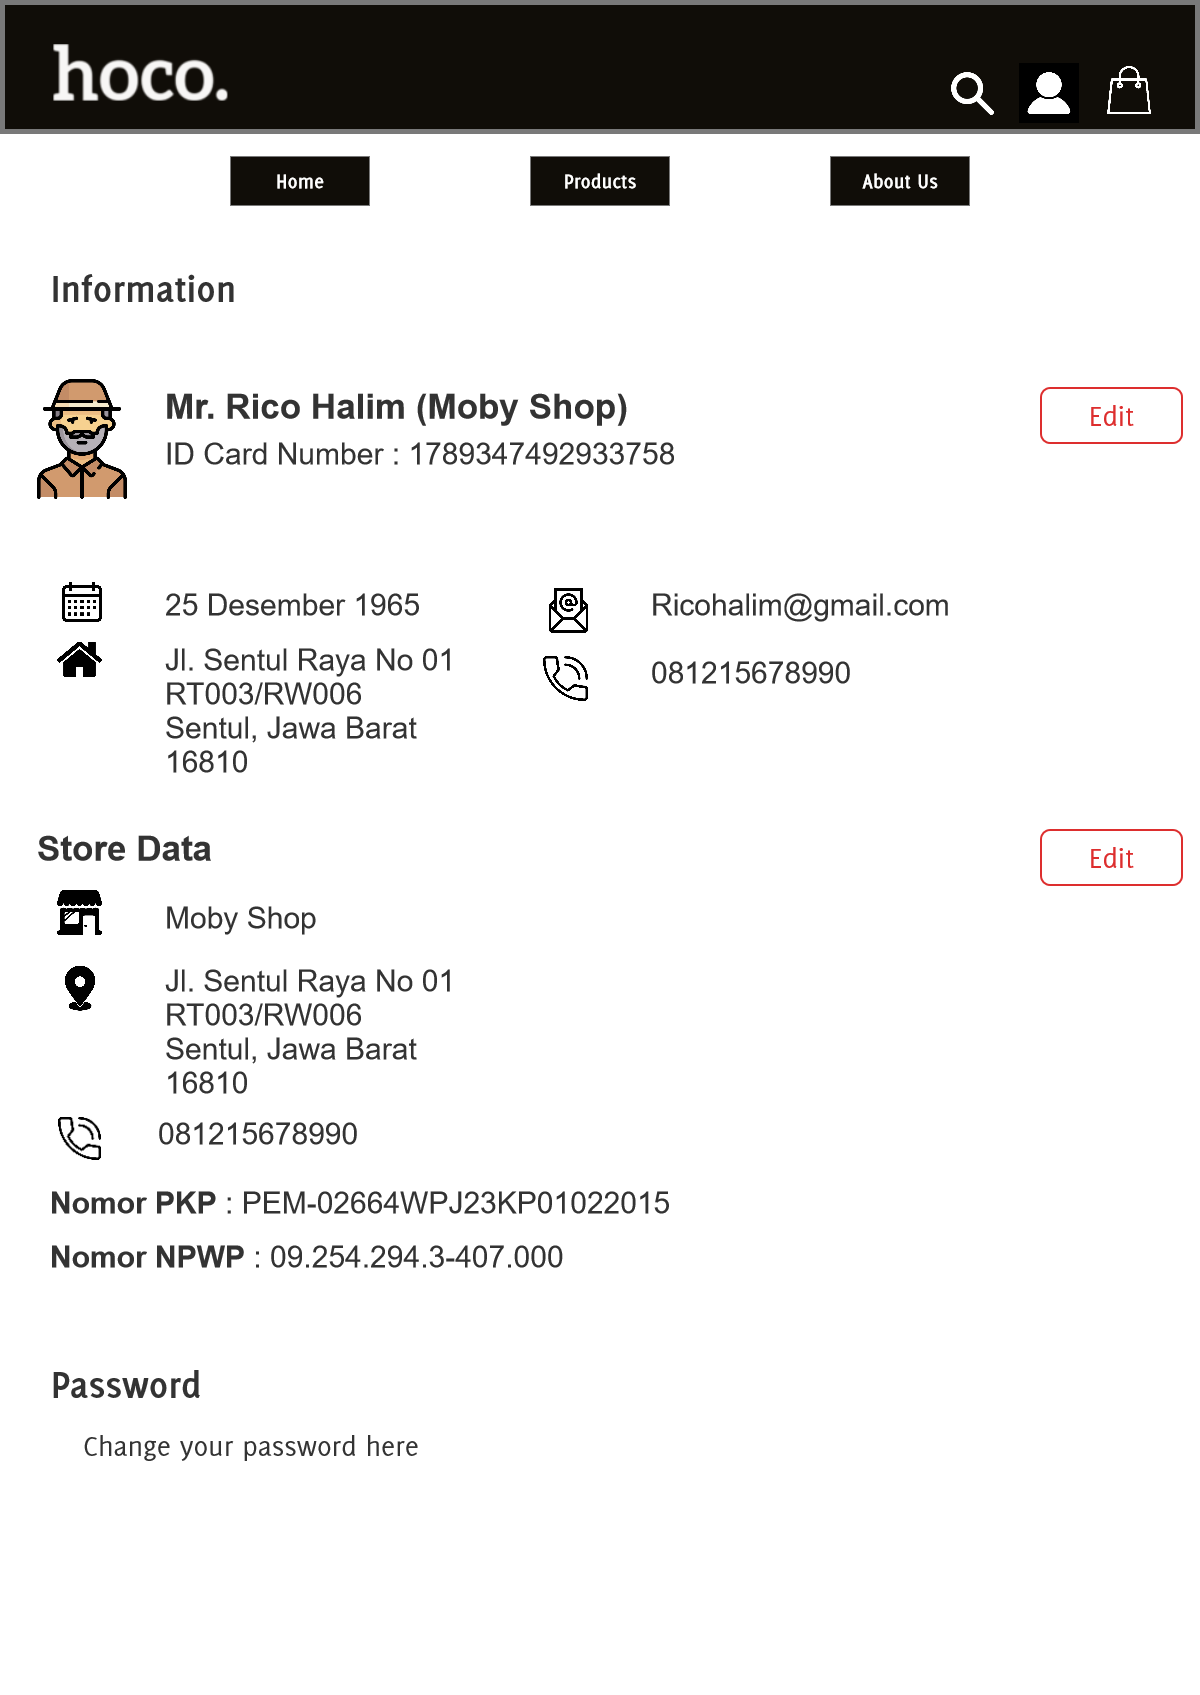 hoco.
Home
Products
About Us
Information
Mr. Rico Halim (Moby Shop)
ID Card Number : 1789347492933758
Edit
25 Desember 1965
Jl. Sentul Raya No 01
RT003/RW006
Sentul, Jawa Barat
16810
Ricohalim@gmail.com
081215678990
Store Data
Edit
Moby Shop
Jl. Sentul Raya No 01
RT003/RW006
Sentul, Jawa Barat
16810
081215678990
Nomor PKP : PEM-02664WPJ23KP01022015
Nomor NPWP : 09.254.294.3-407.000
Password
Change your password here